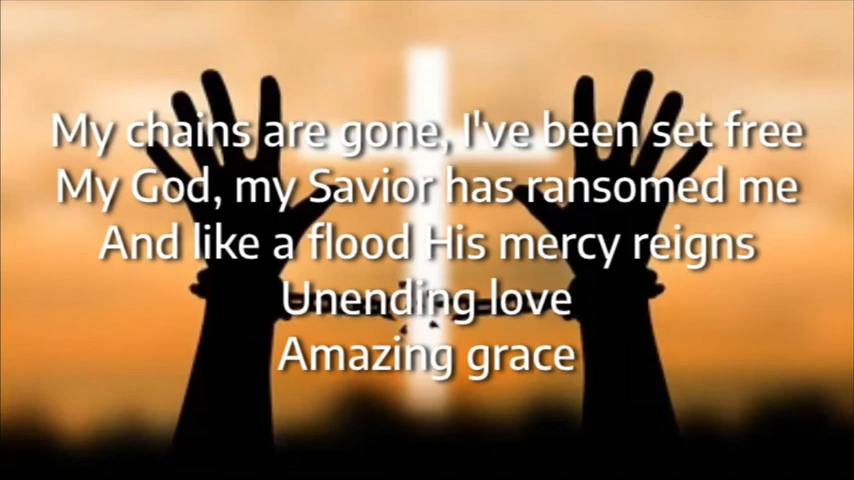 My chains are gone, I've been set free
My God, my Savior has ransomed me
And like a flood His mercy reigns
Unending love
Amazing grace